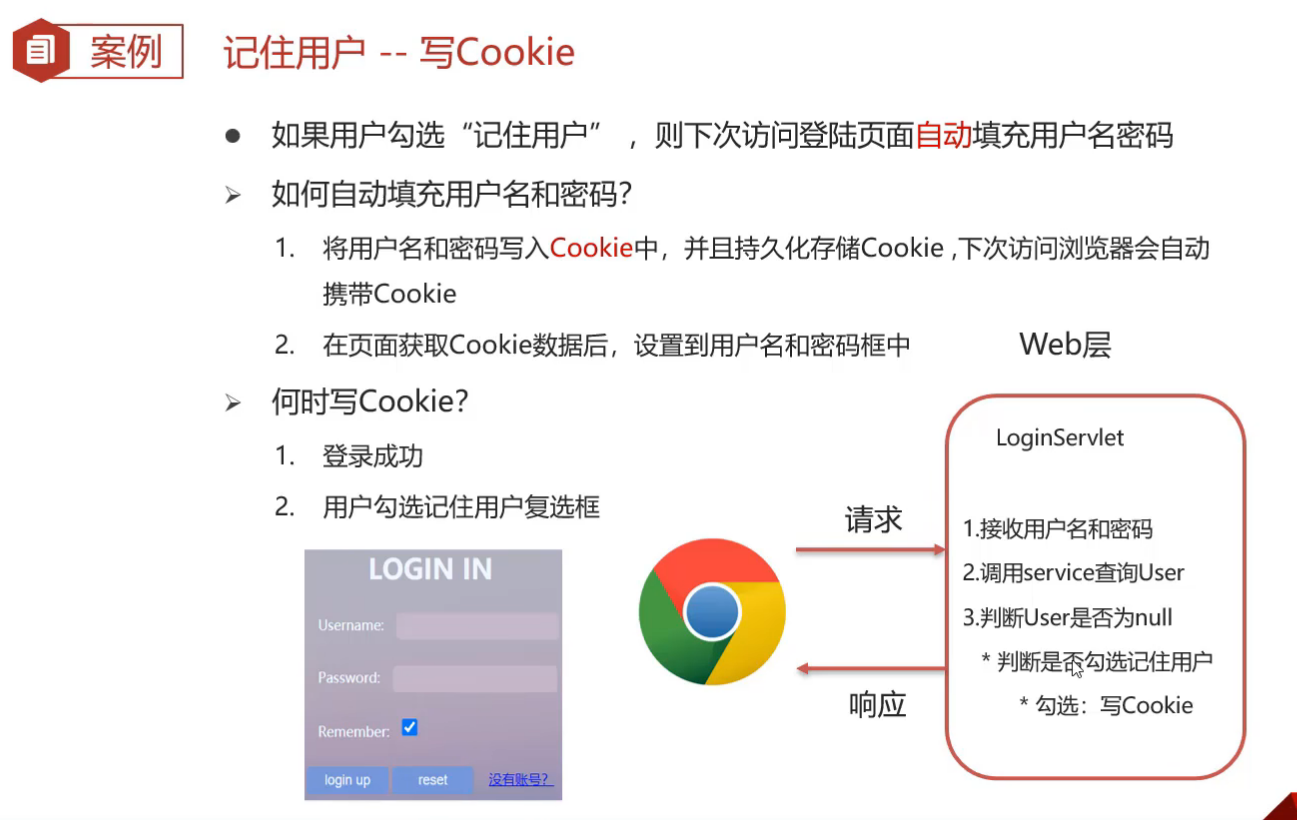 案例
记住用户 -- 写Cookie
● 如果用户勾选“记住用户” ，则下次访问登陆页面自动填充用户名密码
➢ 如何自动填充用户名和密码？
1. 将用户名和密码写入Cookie中，并且持久化存储Cookie ,下次访问浏览器会自动
携带Cookie
2. 在页面获取Cookie数据后，设置到用户名和密码框中
➢ 何时写Cookie？
1. 登录成功
2. 用户勾选记住用户复选框
LOGIN IN
Username:
Password:
Remember:
login up
reset
没有账号？
请求
响应
Web层
LoginServlet
1.接收用户名和密码
2.调用service查询User
3.判断User是否为null
* 判断是否勾选记住用户
* 勾选：写Cookie